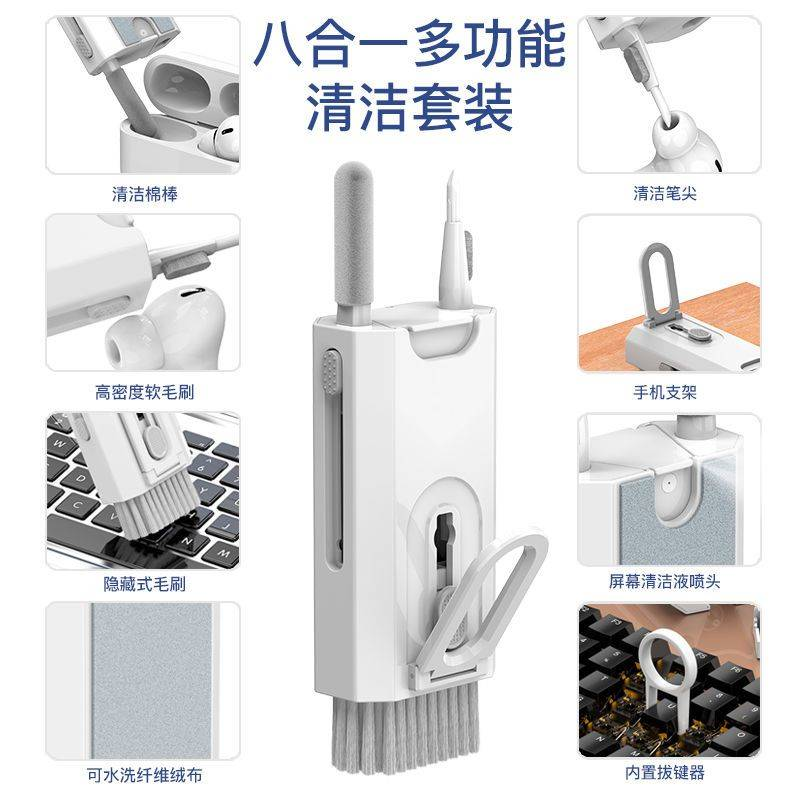 八合一多功能
清洁套装
清洁棉棒
清洁笔尖
高密度软毛刷
手机支架
隐藏式毛刷
屏幕清洁液喷头
可水洗纤维绒布
内置拔键器